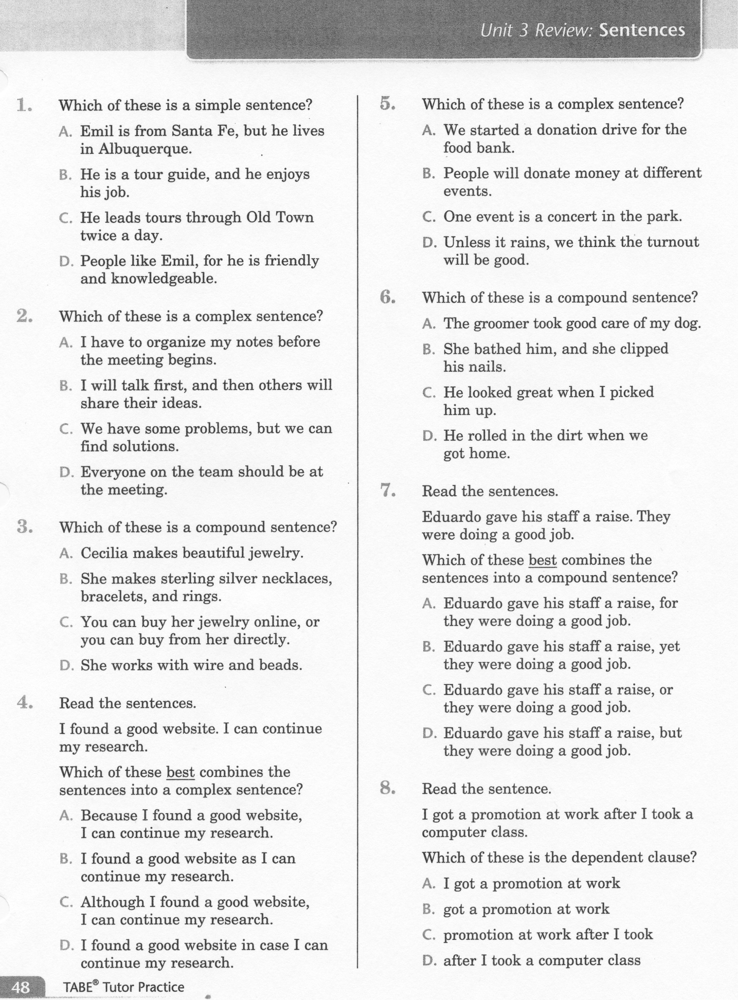 Unit 3 Review: Sentences
1. Which of these is a simple sentence?
A. Emil is from Santa Fe, but he lives
in Albuquerque.
B. He is a tour guide, and he enjoys
his job.
C. He leads tours through Old Town
twice a day.
D. People like Emil, for he is friendly
and knowledgeable.
2. Which of these is a complex sentence?
A. I have to organize my notes before
the meeting begins.
B. I will talk first, and then others will
share their ideas.
C. We have some problems, but we can
find solutions.
D. Everyone on the team should be at
the meeting.
3. Which of these is a compound sentence?
A. Cecilia makes beautiful jewelry.
B. She makes sterling silver necklaces,
bracelets, and rings.
C. You can buy her jewelry online, or
you can buy from her directly.
D. She works with wire and beads.
4. Read the sentences.
I found a good website. I can continue
my research.
Which of these best combines the
sentences into a complex sentence?
A. Because I found a good website,
I can continue my research.
B. I found a good website as I can
continue my research.
C. Although I found a good website,
I can continue my research.
D. I found a good website in case I can
continue my research.
5. Which of these is a complex sentence?
A. We started a donation drive for the
food bank.
B. People will donate money at different
events.
C. One event is a concert in the park.
D. Unless it rains, we think the turnout
will be good.
6. Which of these is a compound sentence?
A. The groomer took good care of my dog.
B. She bathed him, and she clipped
his nails.
C. He looked great when I picked
him up.
D. He rolled in the dirt when we
got home.
7. Read the sentences.
Eduardo gave his staff a raise. They
were doing a good job.
Which of these best combines the
sentences into a compound sentence?
A. Eduardo gave his staff a raise, for
they were doing a good job.
B. Eduardo gave his staff a raise, yet
they were doing a good job.
C. Eduardo gave his staff a raise, or
they were doing a good job.
D. Eduardo gave his staff a raise, but
they were doing a good job.
8. Read the sentence.
I got a promotion at work after I took a
computer class.
Which of these is the dependent clause?
A. I got a promotion at work
B. got a promotion at work
C. promotion at work after I took
D. after I took a computer class
48 TABE® Tutor Practice